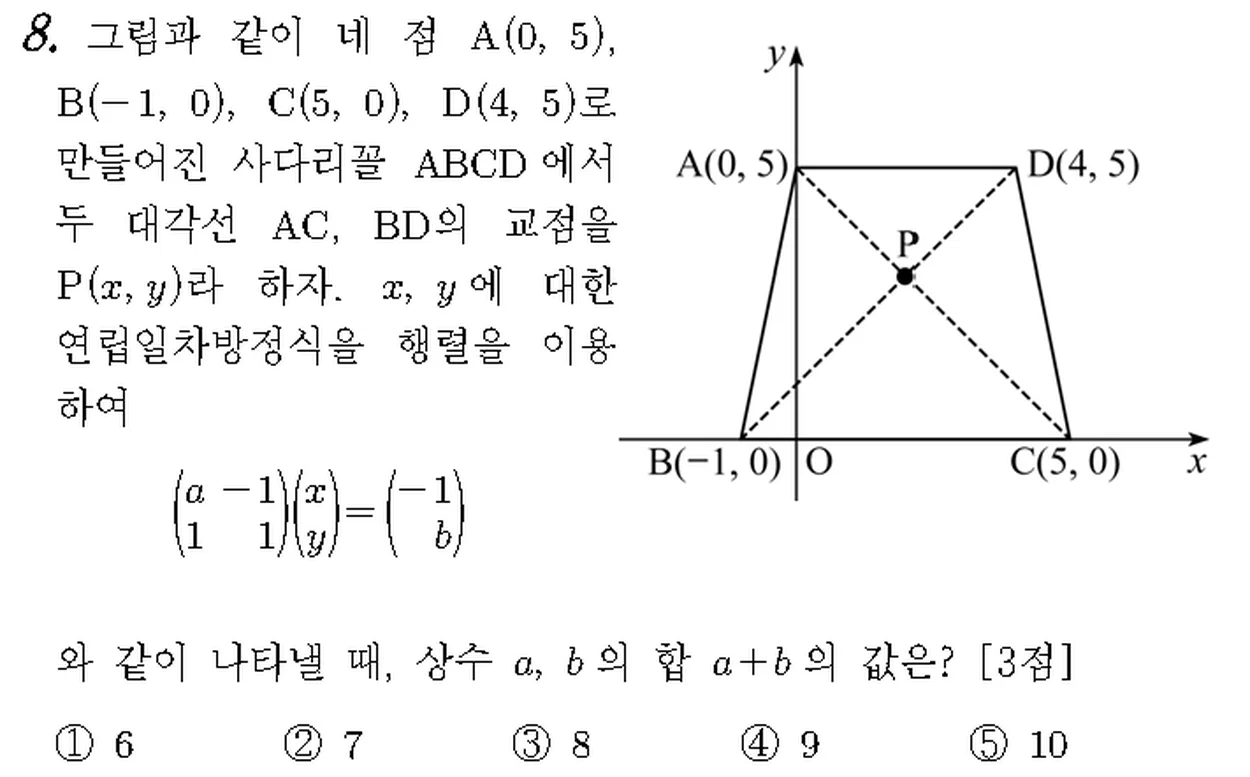 8. 그림과 같이 네 점 A(0, 5),
B(−1, 0), C(5, 0), D(4, 5)로
만들어진 사다리꼴 ABCD에서
두 대각선 AC, BD의 교점을
P(x, y)라 하자. x, y에 대한
연립일차방정식을 행렬을 이용
하여
(a −1)(x) = (−1)
(1 1)(y) (b)
와 같이 나타낼 때, 상수 a, b의 합 a+b의 값은? [3점]
① 6 ② 7 ③ 8 ④ 9 ⑤ 10
y
A(0, 5) D(4, 5)
P
B(−1, 0) O C(5, 0) x